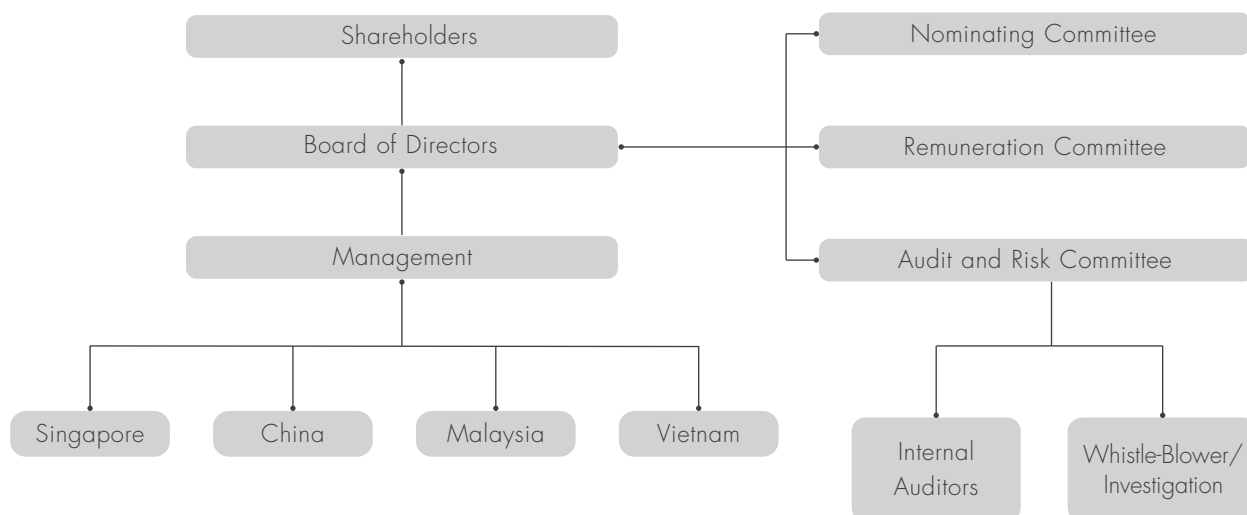 Shareholders
Nominating Committee
Board of Directors
Remuneration Committee
Management
Audit and Risk Committee
Singapore
China
Malaysia
Vietnam
Internal
Auditors
Whistle-Blower/
Investigation